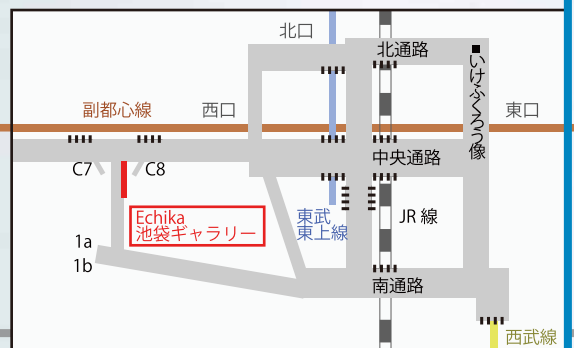 北口
北通路
いけふくろう像
副都心線
西口
東口
中央通路
C7
C8
Echika
池袋ギャラリー
東武
東上線
JR 線
1a
1b
南通路
西武線